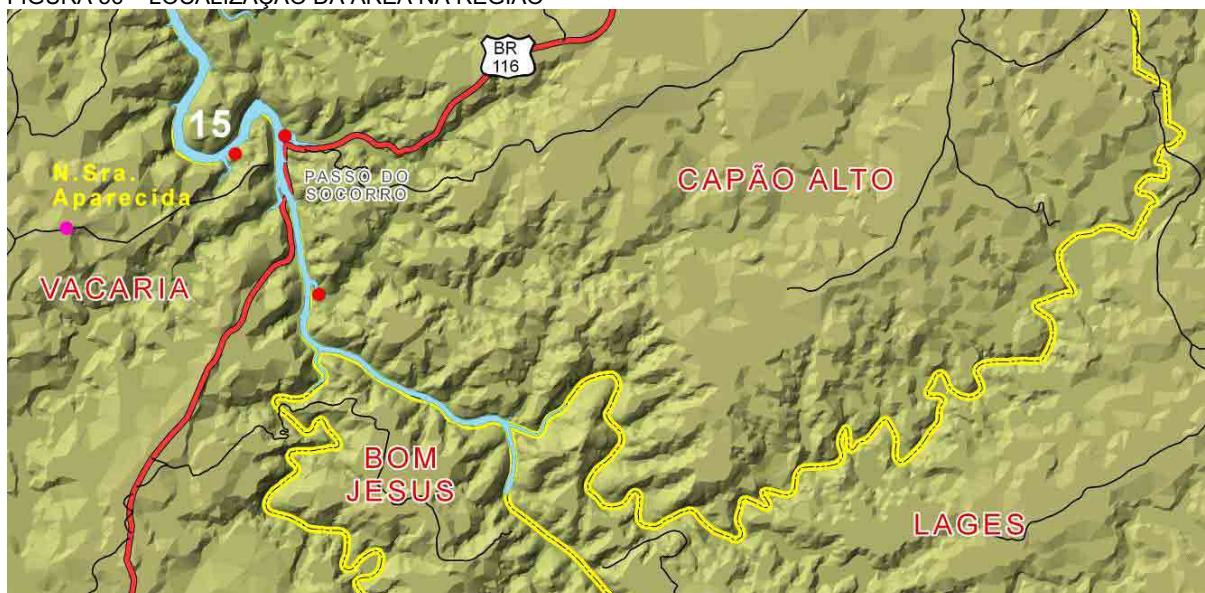 BR
116
15
N.Sra.
Aparecida
PASSO DO
SOCORRO
CAPÃO ALTO
VACARIA
BOM
JESUS
LAGES